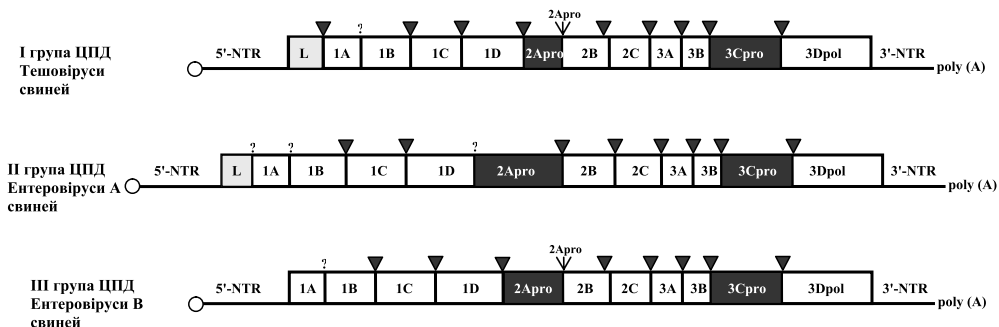 2Apro
? 
I група ЦПД
Тешовіруси
свиней
5'-NTR L 1A 1B 1C 1D 2Apro 2B 2C 3A 3B 3Cpro 3Dpol 3'-NTR
poly (A)
? ? ?
II група ЦПД
Ентеровіруси А
свиней
5'-NTR L 1A 1B 1C 1D 2Apro 2B 2C 3A 3B 3Cpro 3Dpol 3'-NTR
poly (A)
2Apro
?
III група ЦПД
Ентеровіруси В
свиней
5'-NTR 1A 1B 1C 1D 2Apro 2B 2C 3A 3B 3Cpro 3Dpol 3'-NTR
poly (A)